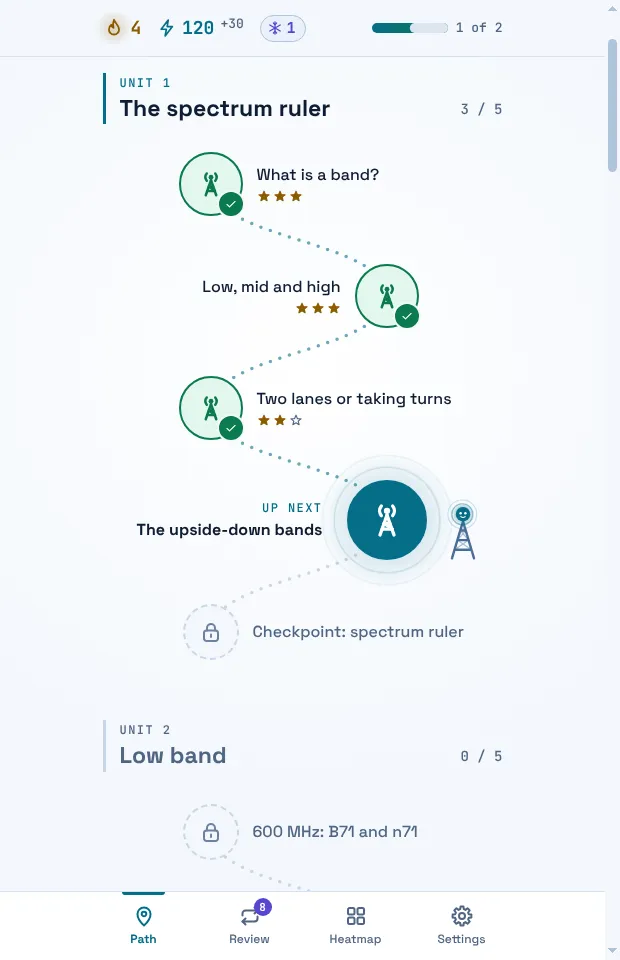 4 120 +30 1 1 of 2
UNIT 1
The spectrum ruler 3 / 5
What is a band?
Low, mid and high
Two lanes or taking turns
UP NEXT
The upside-down bands
Checkpoint: spectrum ruler
UNIT 2
Low band 0 / 5
600 MHz: B71 and n71
8
Path Review Heatmap Settings